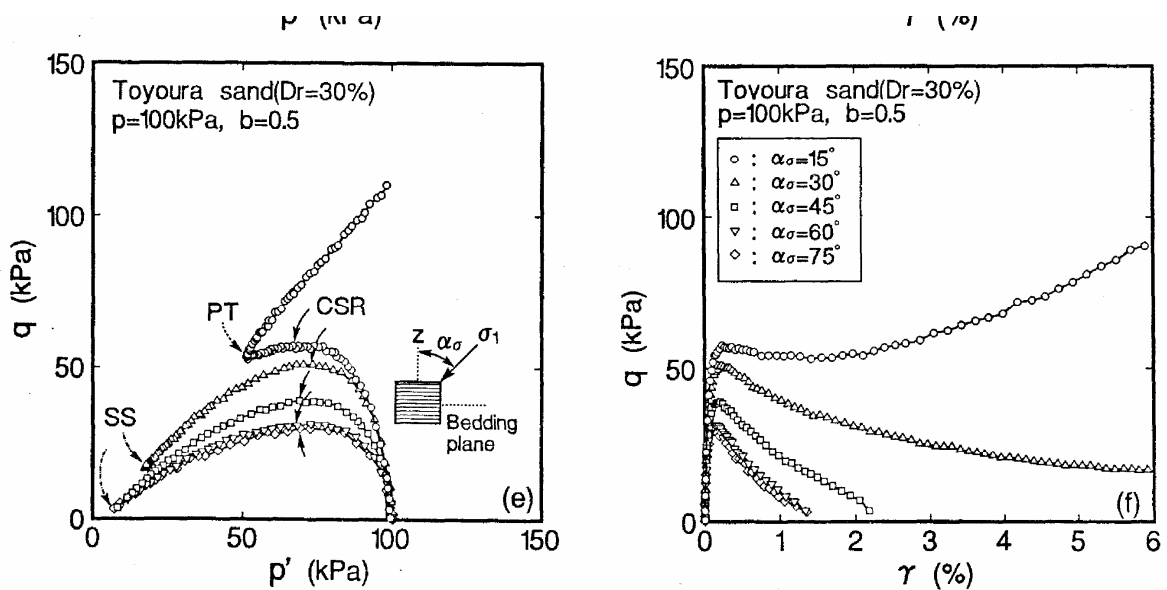 p (kPa)
γ (%)
150
Toyoura sand(Dr=30%)
p=100kPa, b=0.5
100
PT
CSR
z
ασ
σ1
50
SS
Bedding
plane
0
(e)
0
50
100
150
q (kPa)
p' (kPa)
150
Toyoura sand(Dr=30%)
p=100kPa, b=0.5
○ : ασ=15°
△ : ασ=30°
□ : ασ=45°
▽ : ασ=60°
◇ : ασ=75°
100
50
0
(f)
0
1
2
3
4
5
6
q (kPa)
γ (%)